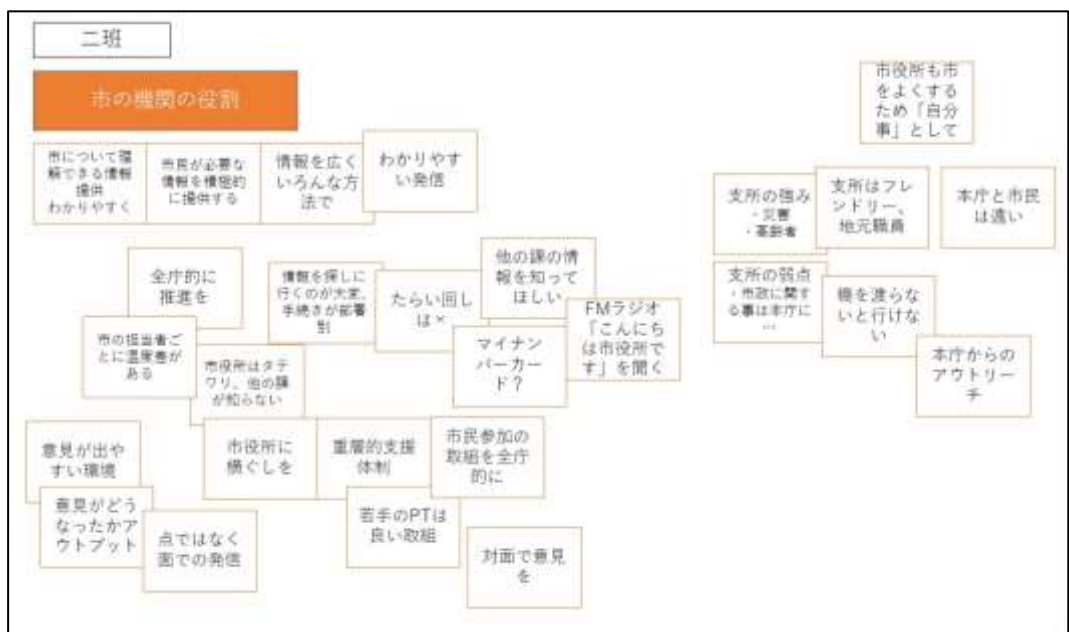 二班
市の機関の役割
市について理
解できる情報
提供
わかりやすく
市民が必要な
情報を積極的
に提供する
情報を広く
いろんな方
法で
わかりやす
い発信
全庁的に
推進を
市の担当者ご
とに温度差が
ある
市役所はタテ
ワリ、他の課
が知らない
情報を探しに
行くのが大変、
手続きが部署
別
たらい回し
は×
他の課の情
報を知って
ほしい
マイナン
バーカー
ド？
FMラジオ
「こんにち
は市役所で
す」を聞く
意見が出や
すい環境
意見がどう
なったかア
ウトプット
点ではなく
面での発信
市役所に
横ぐしを
重層的支援
体制
市民参加の
取組を全庁
的に
若手のPTは
良い取組
対面で意見
を
市役所も市
をよくする
ため「自分
事」として
支所の強み
・災害
・高齢者
支所はフレ
ンドリー、
地元職員
本庁と市民
は遠い
支所の弱点
・市政に関す
る事は本庁に
…
橋を渡らな
いと行けな
い
本庁からの
アウトリー
チ